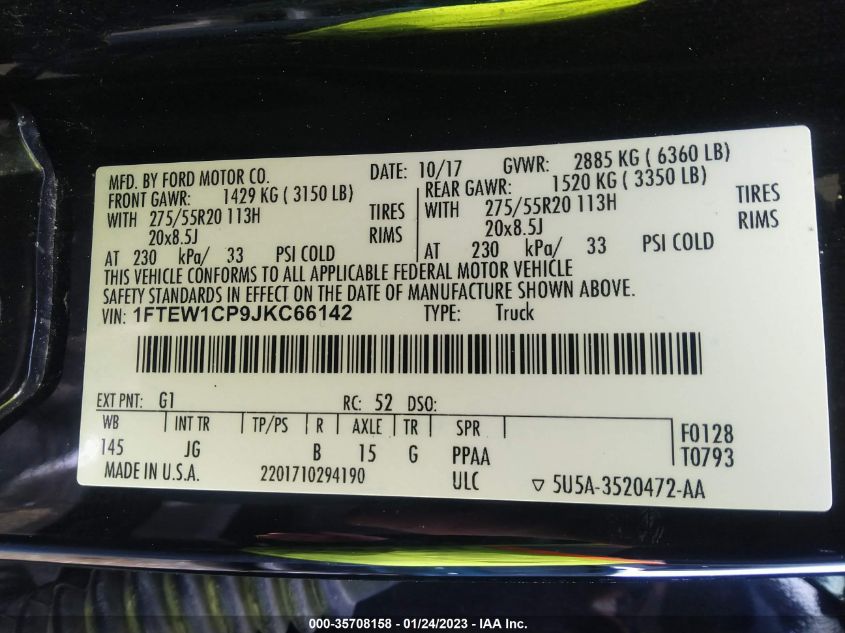 MFD. BY FORD MOTOR CO. DATE: 10/17 GVWR: 2885 KG ( 6360 LB)
FRONT GAWR: 1429 KG ( 3150 LB) REAR GAWR: 1520 KG ( 3350 LB)
WITH 275/55R20 113H TIRES WITH 275/55R20 113H TIRES
20x8.5J RIMS 20x8.5J RIMS
AT 230 kPa/ 33 PSI COLD AT 230 kPa/ 33 PSI COLD
THIS VEHICLE CONFORMS TO ALL APPLICABLE FEDERAL MOTOR VEHICLE
SAFETY STANDARDS IN EFFECT ON THE DATE OF MANUFACTURE SHOWN ABOVE.
VIN: 1FTEW1CP9JKC66142 TYPE: Truck
EXT PNT: G1 RC: 52 DSO:
WB INT TR TP/PS R AXLE TR SPR F0128
145 JG B 15 G PPAA T0793
MADE IN U.S.A. 2201710294190 ULC ▽ 5U5A-3520472-AA
000-35708158 - 01/24/2023 - IAA Inc.